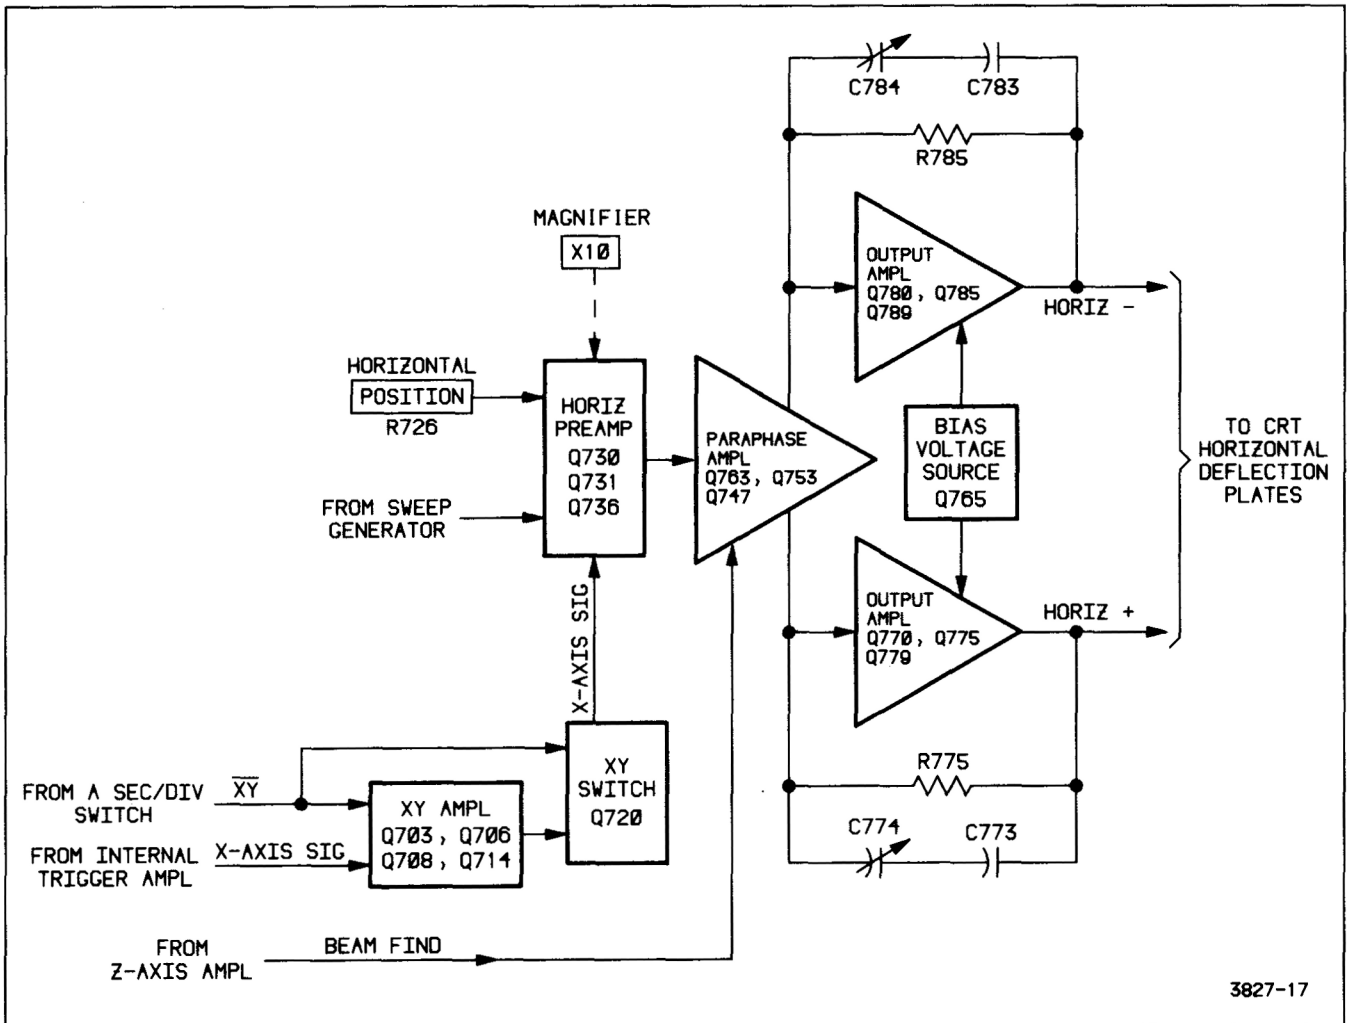 C784
C783
R785
MAGNIFIER
X10
OUTPUT
AMPL
Q780, Q785
Q789
HORIZ -
HORIZONTAL
POSITION
R726
HORIZ
PREAMP
Q730
Q731
Q736
PARAPHASE
AMPL
Q763, Q753
Q747
BIAS
VOLTAGE
SOURCE
Q765
TO CRT
HORIZONTAL
DEFLECTION
PLATES
FROM SWEEP
GENERATOR
X-AXIS SIG
OUTPUT
AMPL
Q770, Q775
Q779
HORIZ +
R775
C774
C773
FROM A SEC/DIV
SWITCH
X̅Y̅
XY AMPL
Q703, Q706
Q708, Q714
XY
SWITCH
Q720
FROM INTERNAL
TRIGGER AMPL
X-AXIS SIG
FROM
Z-AXIS AMPL
BEAM FIND
3827-17